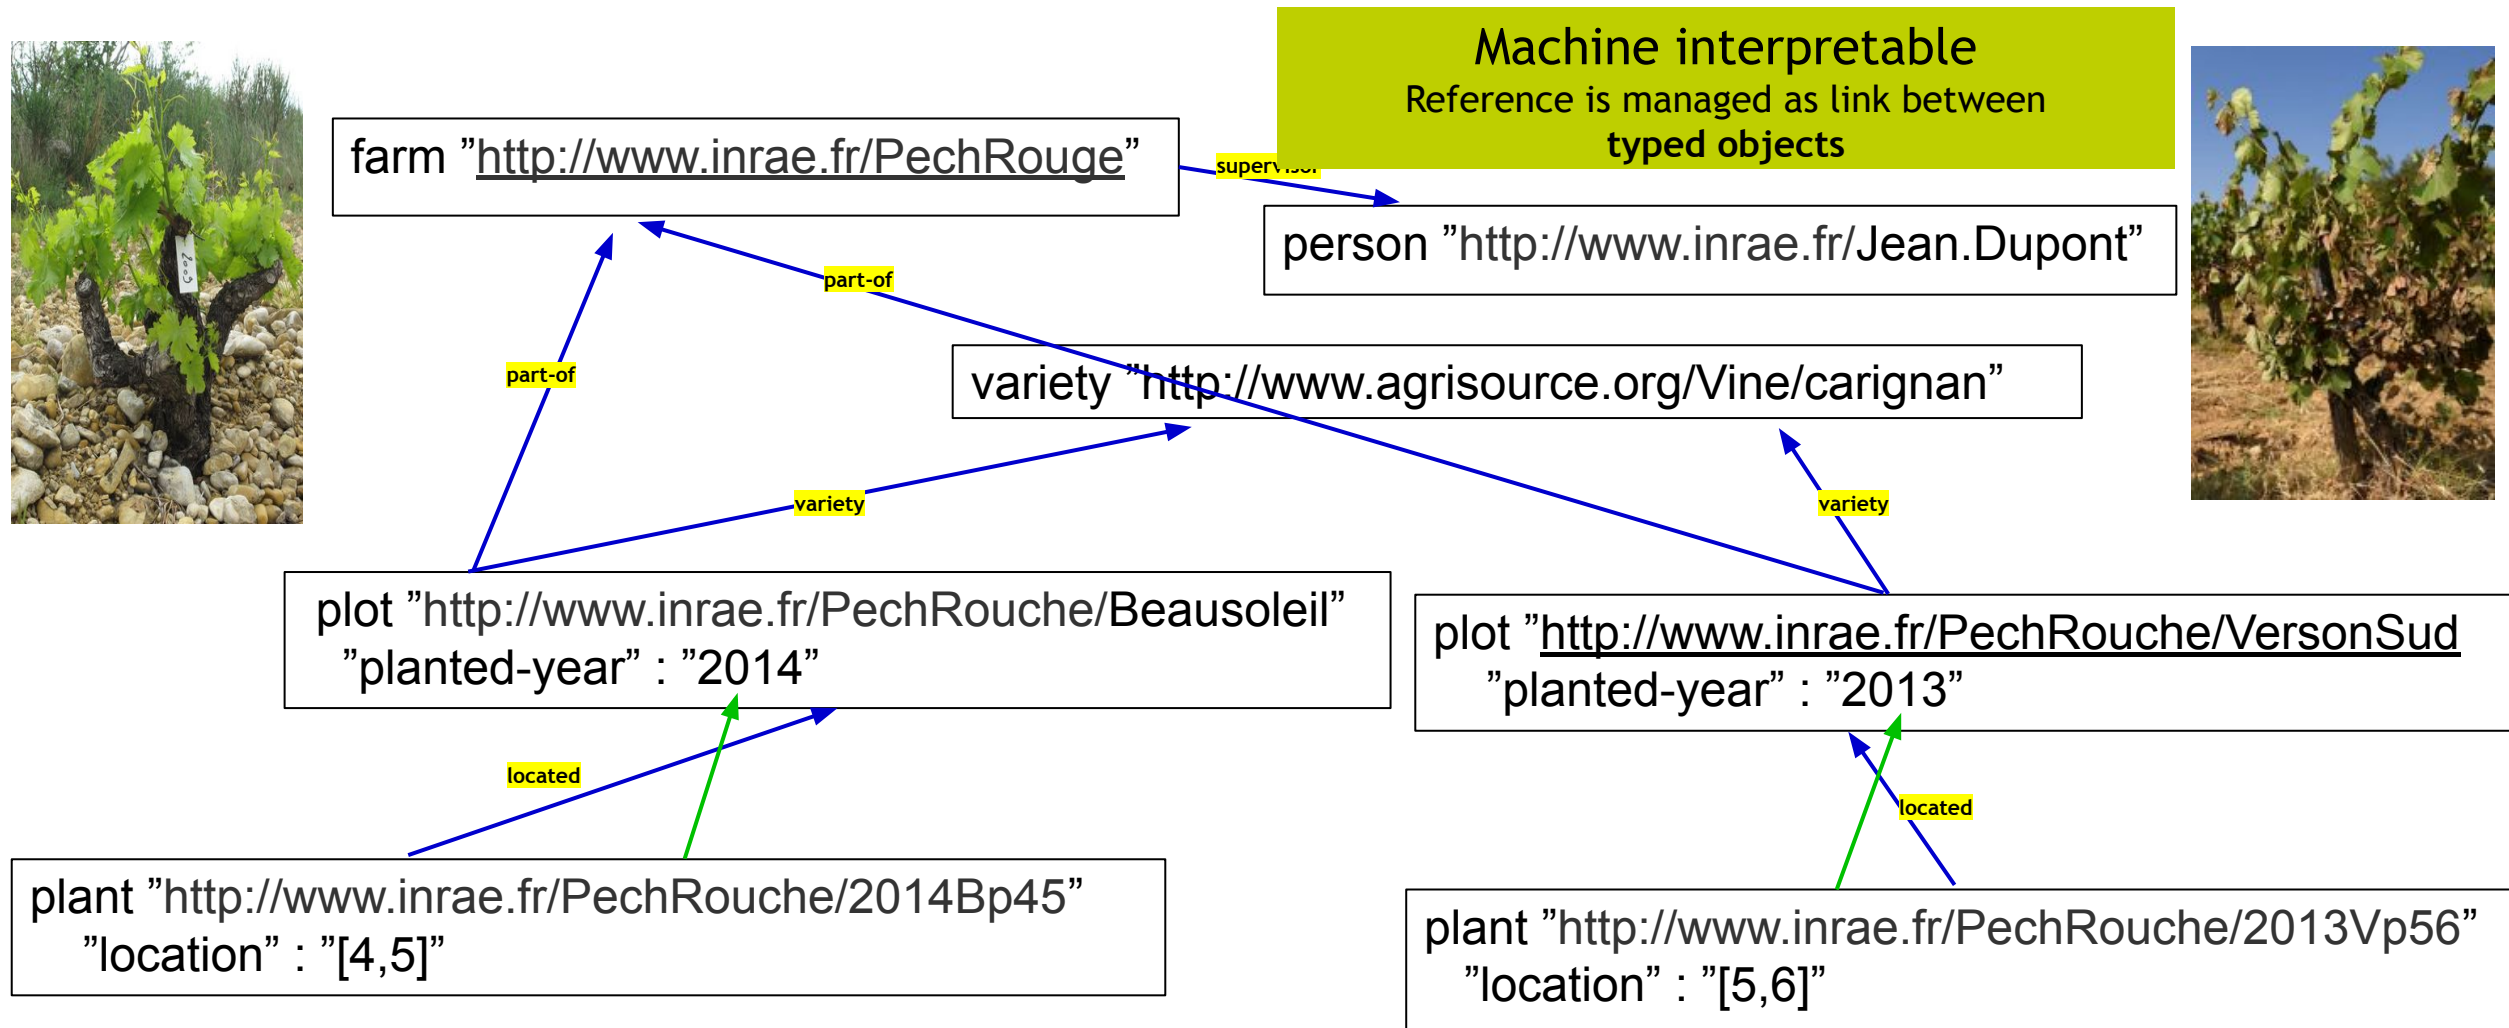 Machine interpretable
Reference is managed as link between
typed objects
farm ”http://www.inrae.fr/PechRouge”
supervisor
person ”http://www.inrae.fr/Jean.Dupont”
part-of
part-of
variety ”http://www.agrisource.org/Vine/carignan”
variety
variety
plot ”http://www.inrae.fr/PechRouche/Beausoleil”
”planted-year” : ”2014”
plot ”http://www.inrae.fr/PechRouche/VersonSud
”planted-year” : ”2013”
located
located
plant ”http://www.inrae.fr/PechRouche/2014Bp45”
”location” : ”[4,5]”
plant ”http://www.inrae.fr/PechRouche/2013Vp56”
”location” : ”[5,6]”